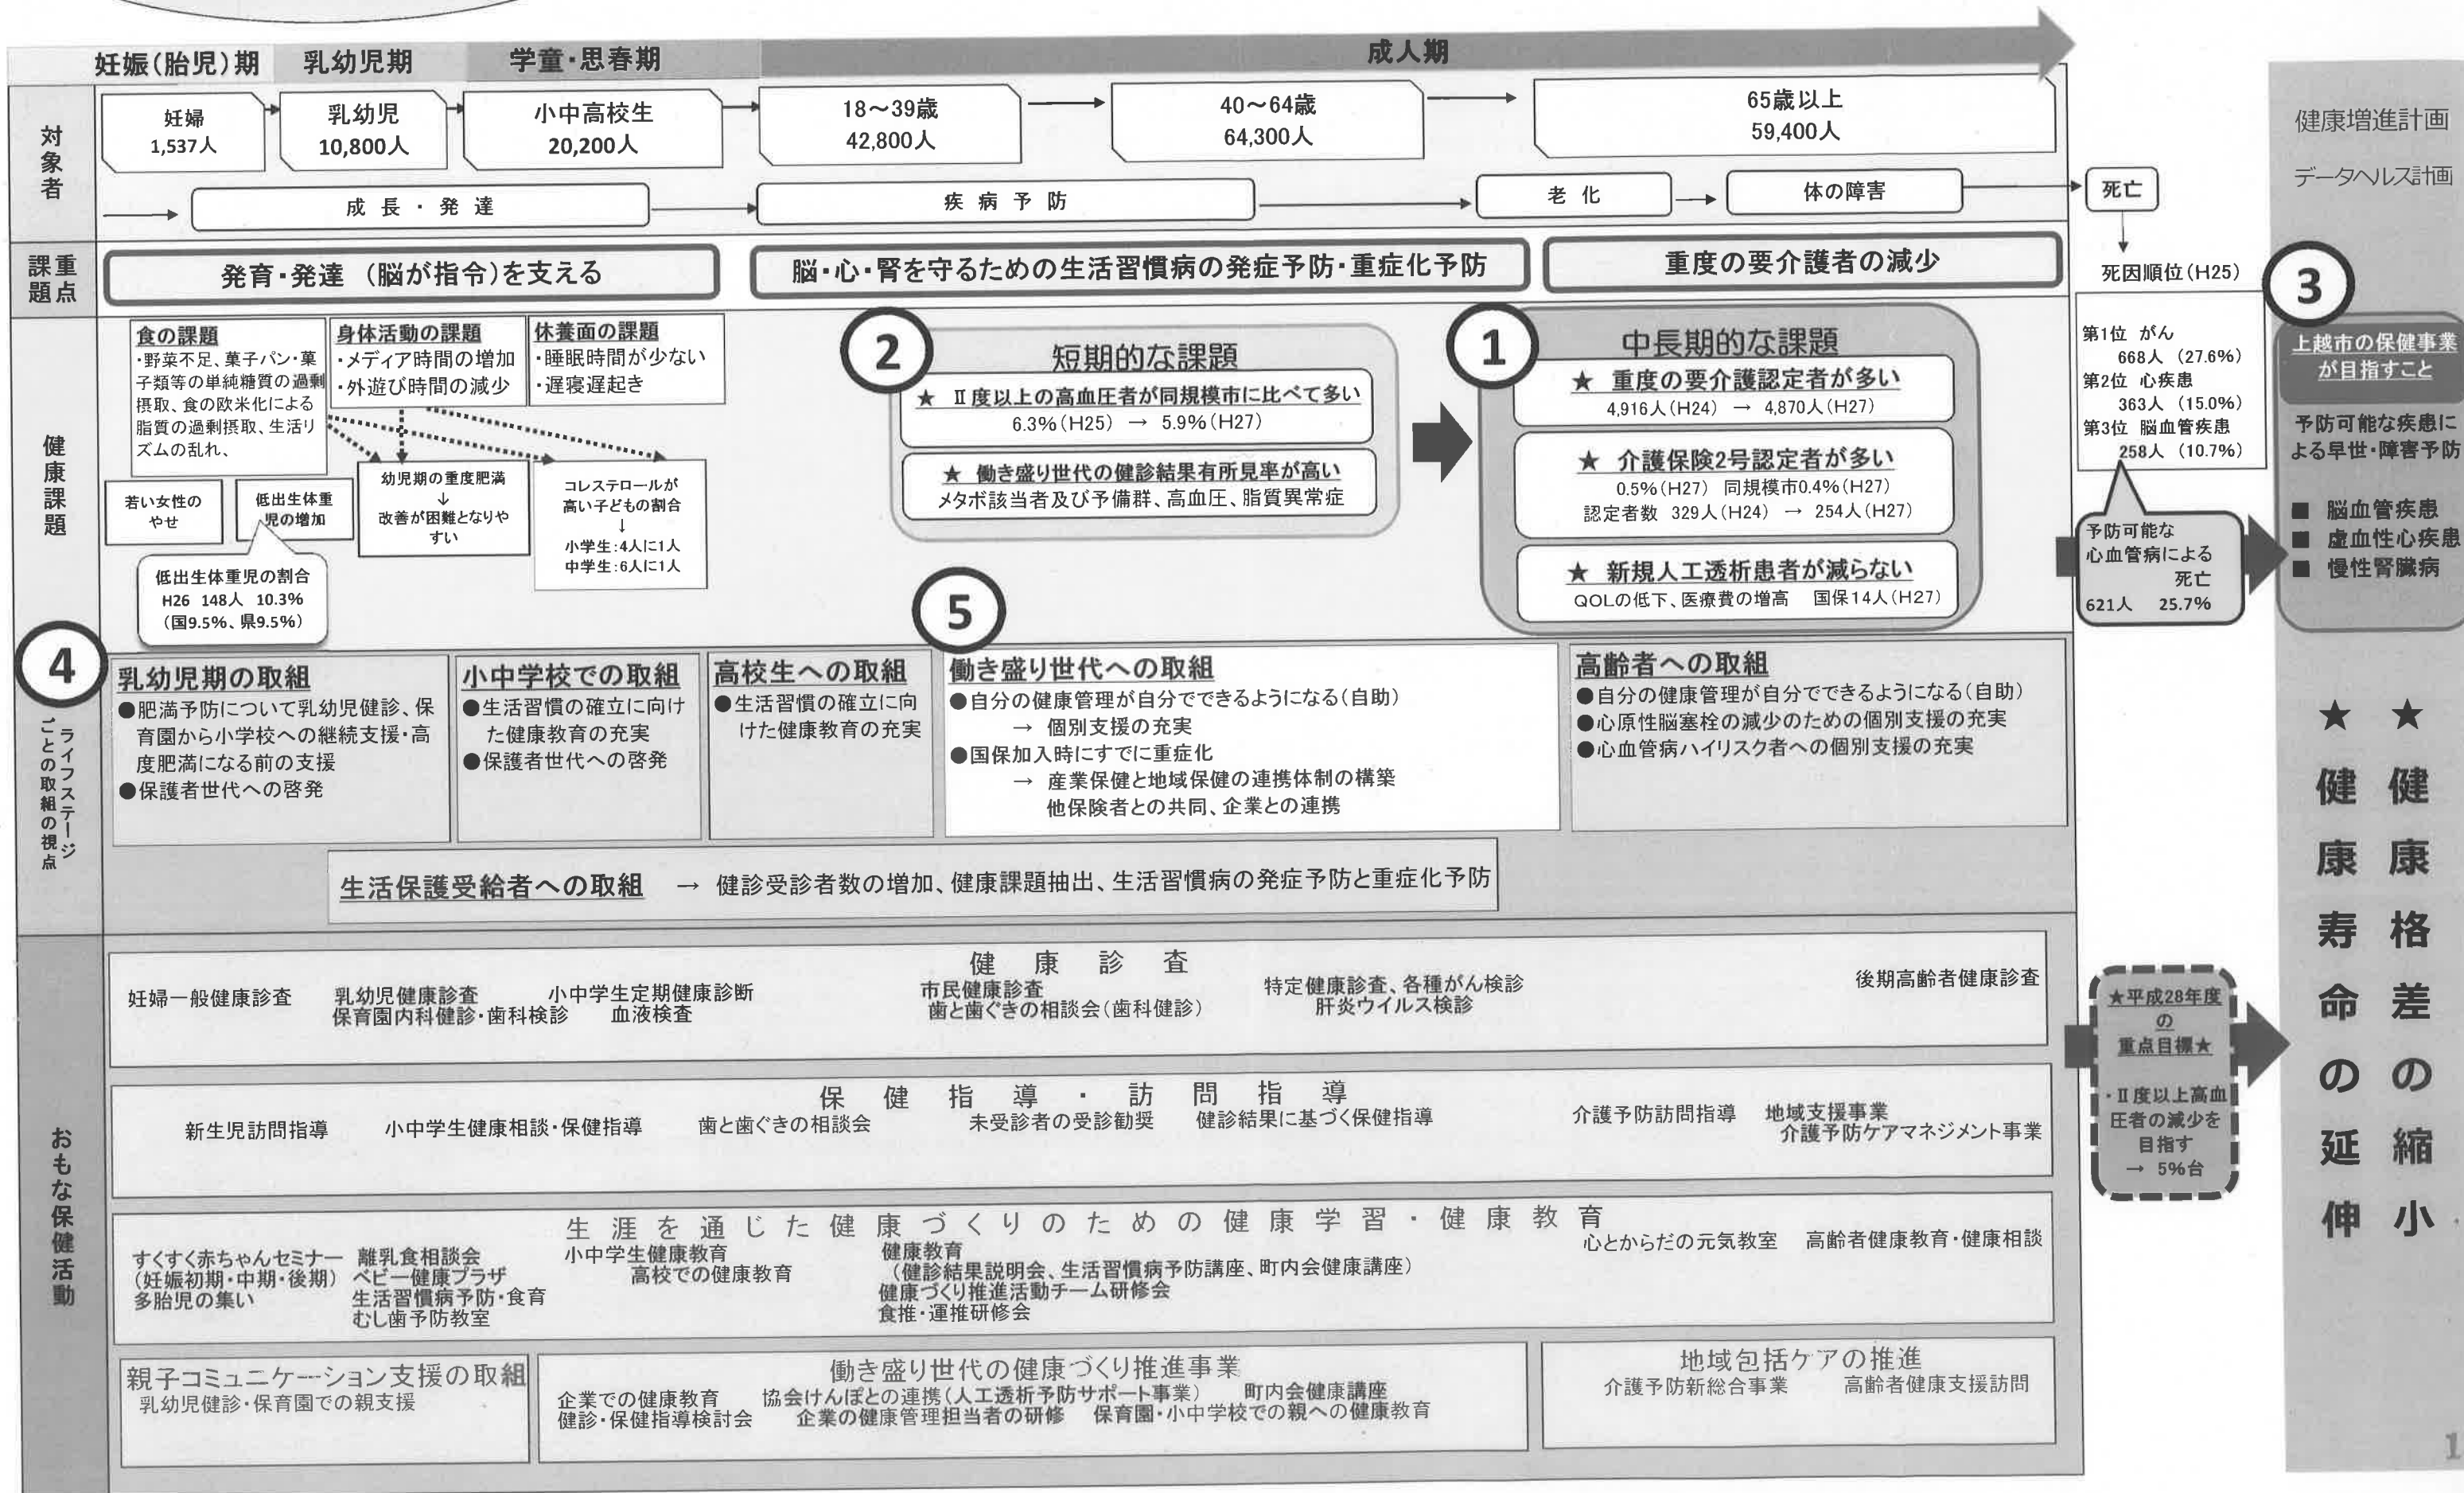 妊娠(胎児)期
乳幼児期
学童・思春期
成人期
対象者
妊婦
1,537人
乳幼児
10,800人
小中高校生
20,200人
18～39歳
42,800人
40～64歳
64,300人
65歳以上
59,400人
成長・発達
疾病予防
老化
体の障害
死亡
死因順位(H25)
第1位 がん
668人 (27.6%)
第2位 心疾患
363人 (15.0%)
第3位 脳血管疾患
258人 (10.7%)
予防可能な
心血管病による
死亡
621人 25.7%
重点
課題
発育・発達 (脳が指令)を支える
脳・心・腎を守るための生活習慣病の発症予防・重症化予防
重度の要介護者の減少
健康課題
食の課題
・野菜不足、菓子パン・菓
子類等の単純糖質の過剰
摂取、食の欧米化による
脂質の過剰摂取、生活リ
ズムの乱れ、
身体活動の課題
・メディア時間の増加
・外遊び時間の減少
休養面の課題
・睡眠時間が少ない
・遅寝遅起き
若い女性の
やせ
低出生体重
児の増加
低出生体重児の割合
H26 148人 10.3%
(国9.5%、県9.5%)
幼児期の重度肥満
↓
改善が困難となりや
すい
コレステロールが
高い子どもの割合
↓
小学生:4人に1人
中学生:6人に1人
2
短期的な課題
★ Ⅱ度以上の高血圧者が同規模市に比べて多い
6.3%(H25) → 5.9%(H27)
★ 働き盛り世代の健診結果有所見率が高い
メタボ該当者及び予備群、高血圧、脂質異常症
1
中長期的な課題
★ 重度の要介護認定者が多い
4,916人(H24) → 4,870人(H27)
★ 介護保険2号認定者が多い
0.5%(H27) 同規模市0.4%(H27)
認定者数 329人(H24) → 254人(H27)
★ 新規人工透析患者が減らない
QOLの低下、医療費の増高 国保14人(H27)
4
ライフステージ
ごとの取組の視点
乳幼児期の取組
●肥満予防について乳幼児健診、保
育園から小学校への継続支援・高
度肥満になる前の支援
●保護者世代への啓発
小中学校での取組
●生活習慣の確立に向け
た健康教育の充実
●保護者世代への啓発
高校生への取組
●生活習慣の確立に向
けた健康教育の充実
5
働き盛り世代への取組
●自分の健康管理が自分でできるようになる(自助)
→ 個別支援の充実
●国保加入時にすでに重症化
→ 産業保健と地域保健の連携体制の構築
他保険者との共同、企業との連携
高齢者への取組
●自分の健康管理が自分でできるようになる(自助)
●心原性脳塞栓の減少のための個別支援の充実
●心血管病ハイリスク者への個別支援の充実
生活保護受給者への取組 → 健診受診者数の増加、健康課題抽出、生活習慣病の発症予防と重症化予防
おもな保健活動
健康診査
妊婦一般健康診査
乳幼児健康診査
保育園内科健診・歯科検診
小中学生定期健康診断
血液検査
市民健康診査
歯と歯ぐきの相談会(歯科健診)
特定健康診査、各種がん検診
肝炎ウイルス検診
後期高齢者健康診査
保健指導・訪問指導
新生児訪問指導
小中学生健康相談・保健指導
歯と歯ぐきの相談会
未受診者の受診勧奨
健診結果に基づく保健指導
介護予防訪問指導
地域支援事業
介護予防ケアマネジメント事業
生涯を通じた健康づくりのための健康学習・健康教育
すくすく赤ちゃんセミナー
(妊娠初期・中期・後期)
多胎児の集い
離乳食相談会
ベビー健康プラザ
生活習慣病予防・食育
むし歯予防教室
小中学生健康教育
高校での健康教育
健康教育
(健診結果説明会、生活習慣病予防講座、町内会健康講座)
健康づくり推進活動チーム研修会
食推・運推研修会
心とからだの元気教室
高齢者健康教育・健康相談
親子コミュニケーション支援の取組
乳幼児健診・保育園での親支援
働き盛り世代の健康づくり推進事業
企業での健康教育
協会けんぽとの連携(人工透析予防サポート事業)
町内会健康講座
健診・保健指導検討会
企業の健康管理担当者の研修
保育園・小中学校での親への健康教育
地域包括ケアの推進
介護予防新総合事業
高齢者健康支援訪問
★平成28年度
の
重点目標★
・Ⅱ度以上高血
圧者の減少を
目指す
→ 5%台
健康増進計画
データヘルス計画
3
上越市の保健事業
が目指すこと
予防可能な疾患に
よる早世・障害予防
■ 脳血管疾患
■ 虚血性心疾患
■ 慢性腎臓病
★健康格差の縮小
★健康寿命の延伸
1